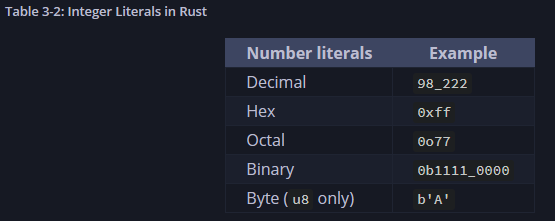 Table 3-2: Integer Literals in Rust
Number literals Example
Decimal 98_222
Hex 0xff
Octal 0o77
Binary 0b1111_0000
Byte ( u8 only) b'A'